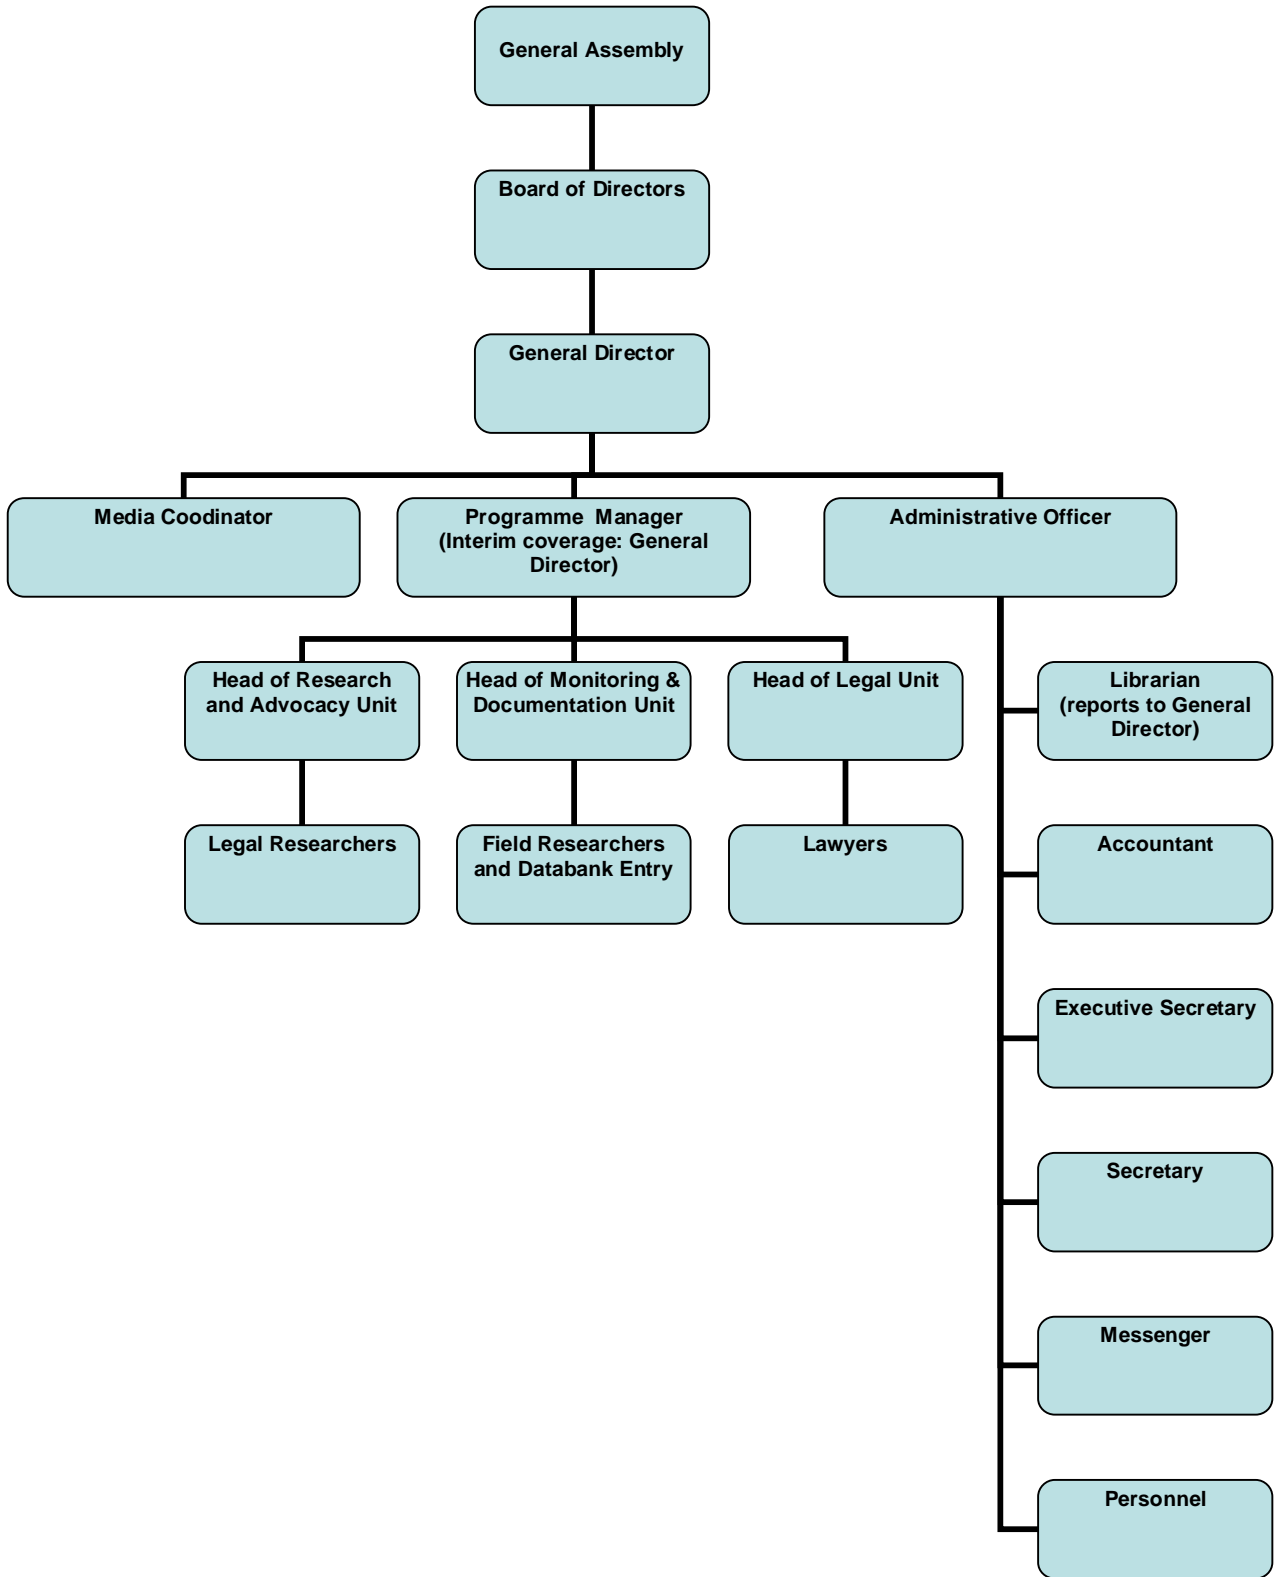 General Assembly
Board of Directors
General Director
Media Coodinator
Programme Manager
(Interim coverage: General
Director)
Administrative Officer
Head of Research
and Advocacy Unit
Head of Monitoring &
Documentation Unit
Head of Legal Unit
Librarian
(reports to General
Director)
Legal Researchers
Field Researchers
and Databank Entry
Lawyers
Accountant
Executive Secretary
Secretary
Messenger
Personnel